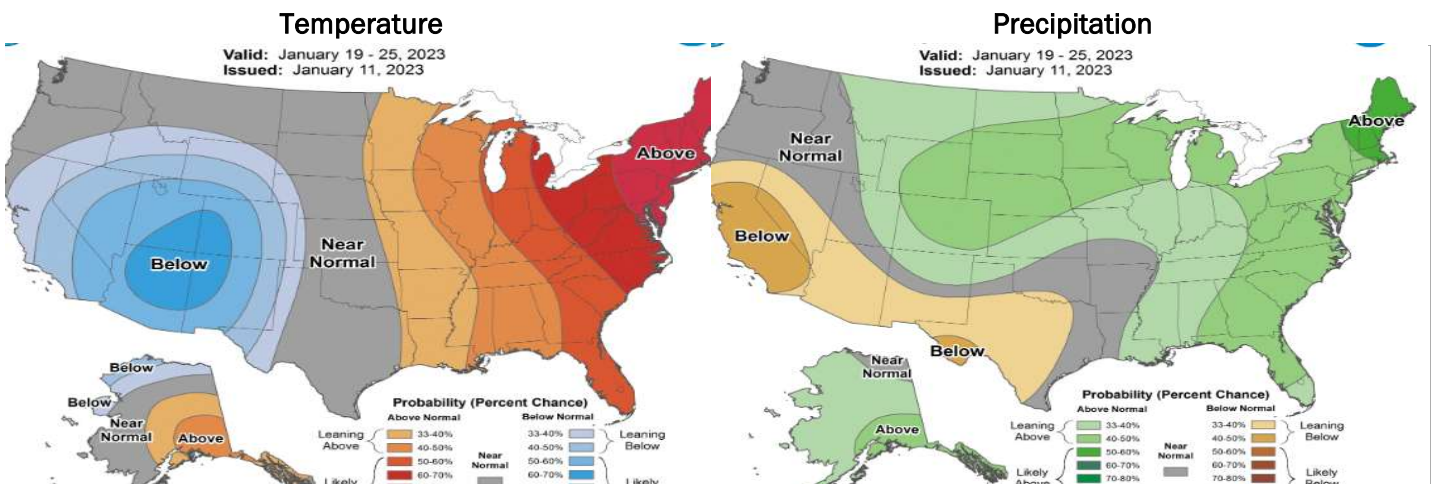 Temperature
Valid: January 19 - 25, 2023
Issued: January 11, 2023
Above
Below
Near
Normal
Below
Below
Near
Normal
Above
Probability (Percent Chance)
Above Normal Below Normal
Leaning
Above
33-40%
40-50%
50-60%
60-70%
Near
Normal
33-40%
40-50%
50-60%
60-70%
Leaning
Below
Likely
Likely
Precipitation
Valid: January 19 - 25, 2023
Issued: January 11, 2023
Above
Near
Normal
Below
Below
Near
Normal
Above
Probability (Percent Chance)
Above Normal Below Normal
Leaning
Above
33-40%
40-50%
50-60%
60-70%
70-80%
Near
Normal
33-40%
40-50%
50-60%
60-70%
70-80%
Leaning
Below
Likely
Above
Likely
Below